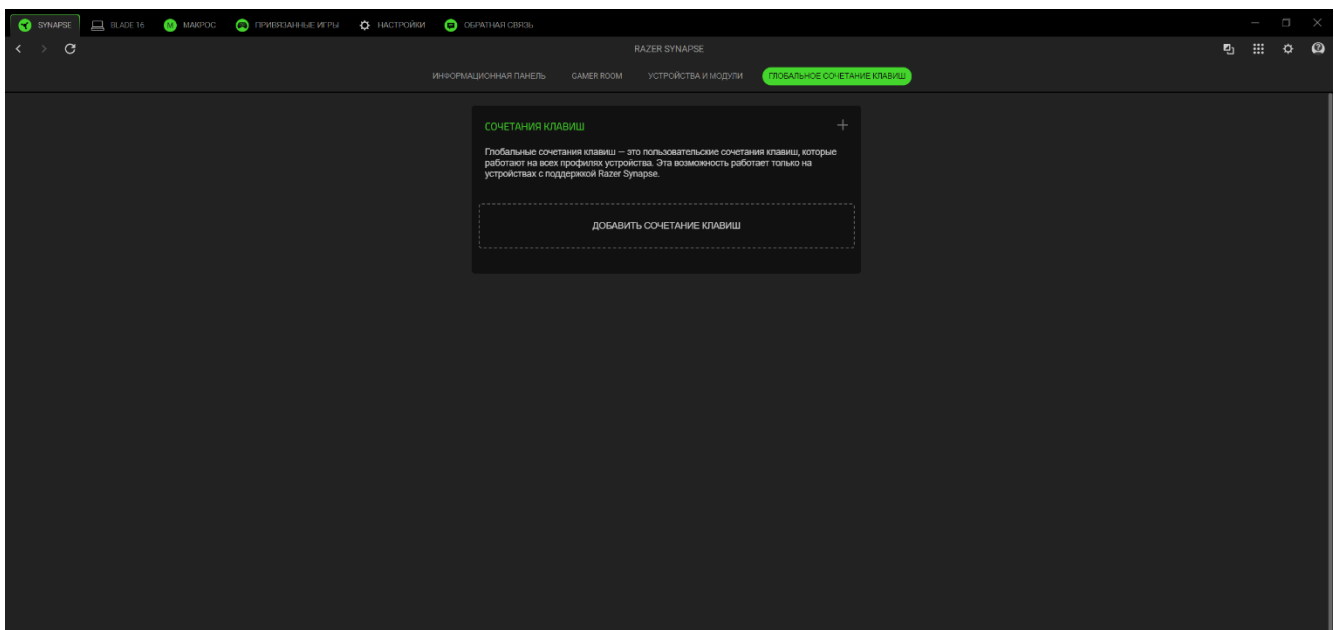 SYNAPSE BLADE 16 МАКРОС ПРИВЯЗАННЫЕ ИГРЫ НАСТРОЙКИ ОБРАТНАЯ СВЯЗЬ
RAZER SYNAPSE
ИНФОРМАЦИОННАЯ ПАНЕЛЬ GAMER ROOM УСТРОЙСТВА И МОДУЛИ ГЛОБАЛЬНОЕ СОЧЕТАНИЕ КЛАВИШ
СОЧЕТАНИЯ КЛАВИШ
Глобальные сочетания клавиш — это пользовательские сочетания клавиш, которые
работают на всех профилях устройства. Эта возможность работает только на
устройствах с поддержкой Razer Synapse.
ДОБАВИТЬ СОЧЕТАНИЕ КЛАВИШ